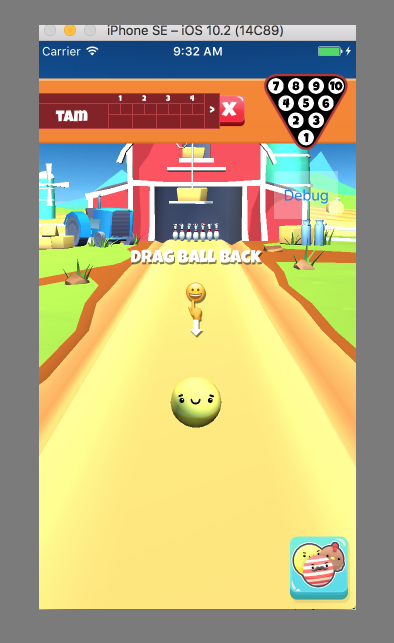 iPhone SE – iOS 10.2 (14C89)
Carrier 9:32 AM
7 8 9 10
1 2 3 4
TAM > X
4 5 6
2 3
1
Debug
DRAG BALL BACK